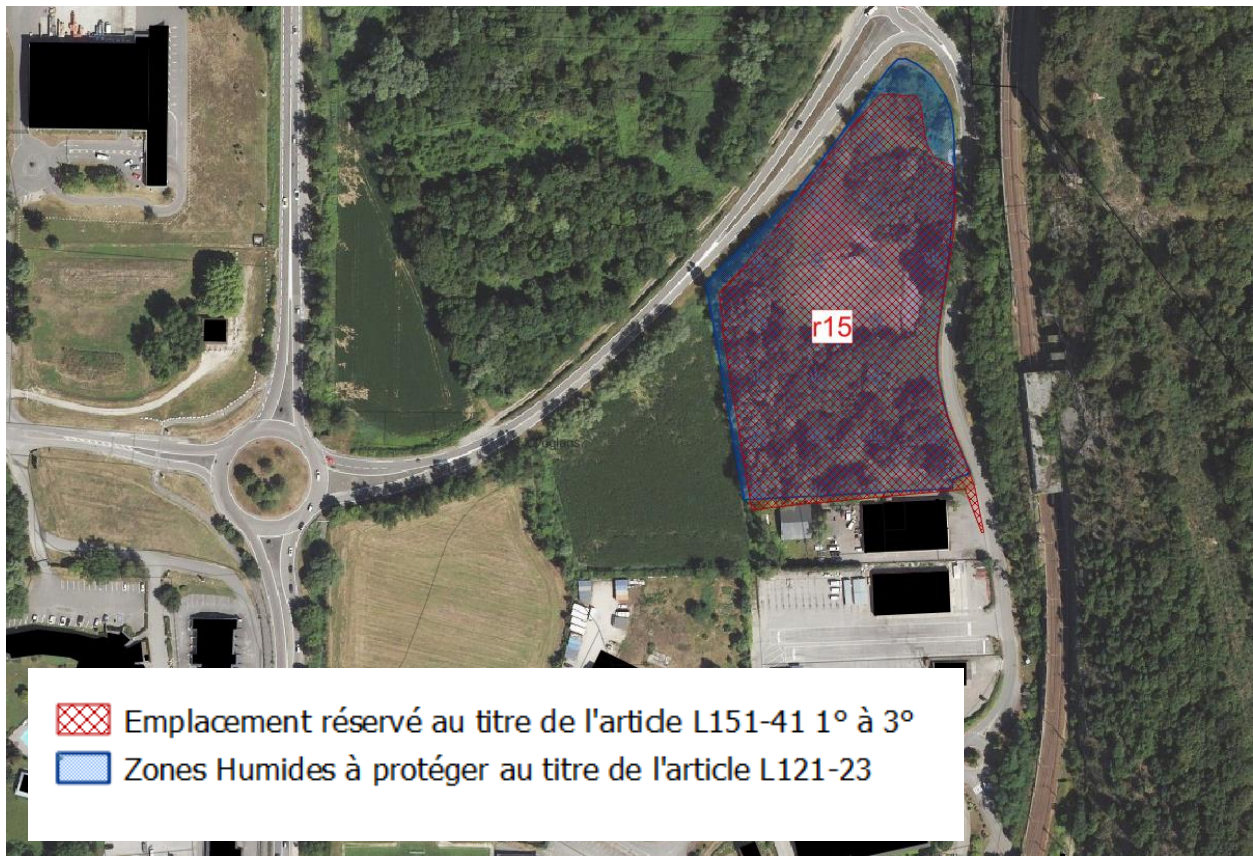 r15
Emplacement réservé au titre de l'article L151-41 1° à 3°
Zones Humides à protéger au titre de l'article L121-23